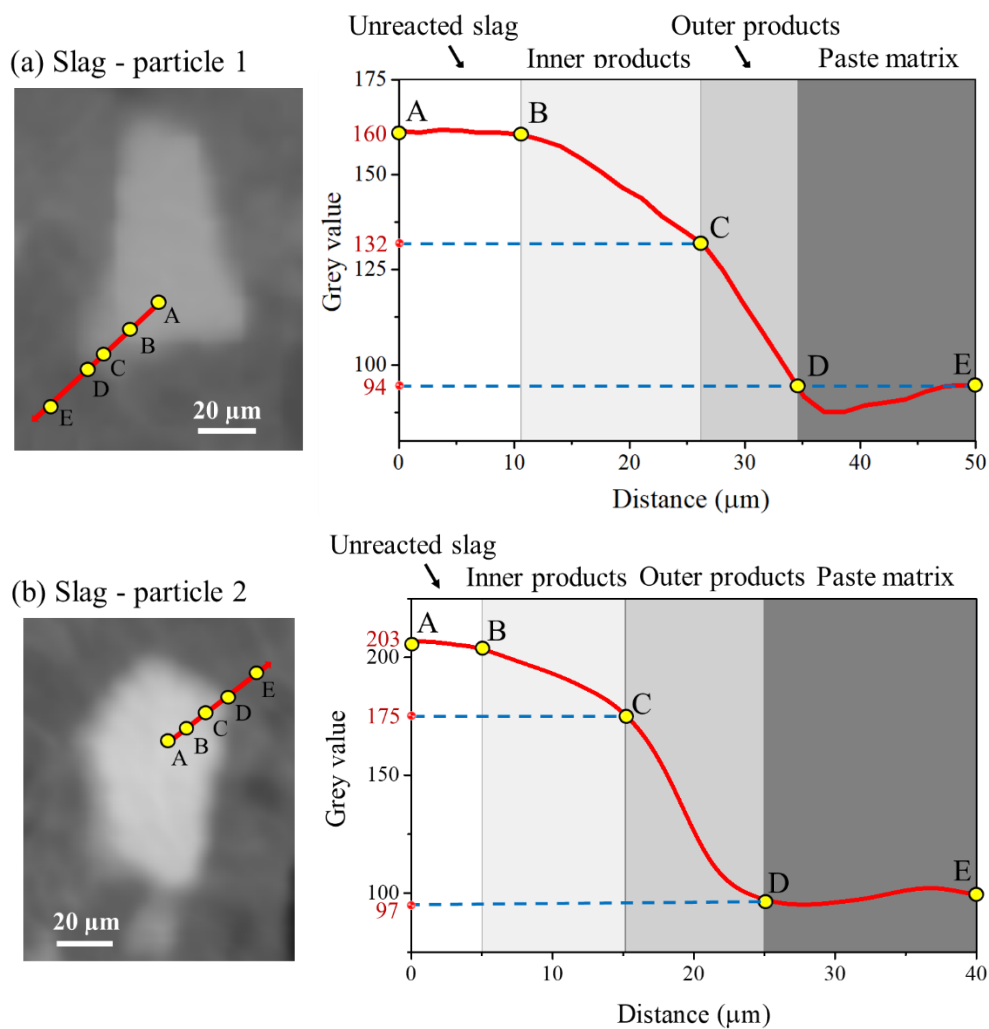 (a) Slag - particle 1
A
B
C
D
E
20 µm
Unreacted slag
Outer products
Inner products
Paste matrix
175
160
150
132
125
100
94
Grey value
A
B
C
D
E
0
10
20
30
40
50
Distance (µm)
(b) Slag - particle 2
E
D
C
B
A
20 µm
Unreacted slag
Inner products
Outer products
Paste matrix
203
200
175
150
100
97
Grey value
A
B
C
D
E
0
10
20
30
40
Distance (µm)